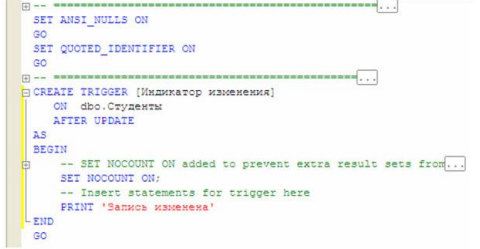 -- ================================================...
SET ANSI_NULLS ON
GO
SET QUOTED_IDENTIFIER ON
GO
-- =============================================...
CREATE TRIGGER [Индикатор изменения]
ON dbo.Студенты
AFTER UPDATE
AS
BEGIN
-- SET NOCOUNT ON added to prevent extra result sets from...
SET NOCOUNT ON;
-- Insert statements for trigger here
PRINT 'Запись изменена'
END
GO